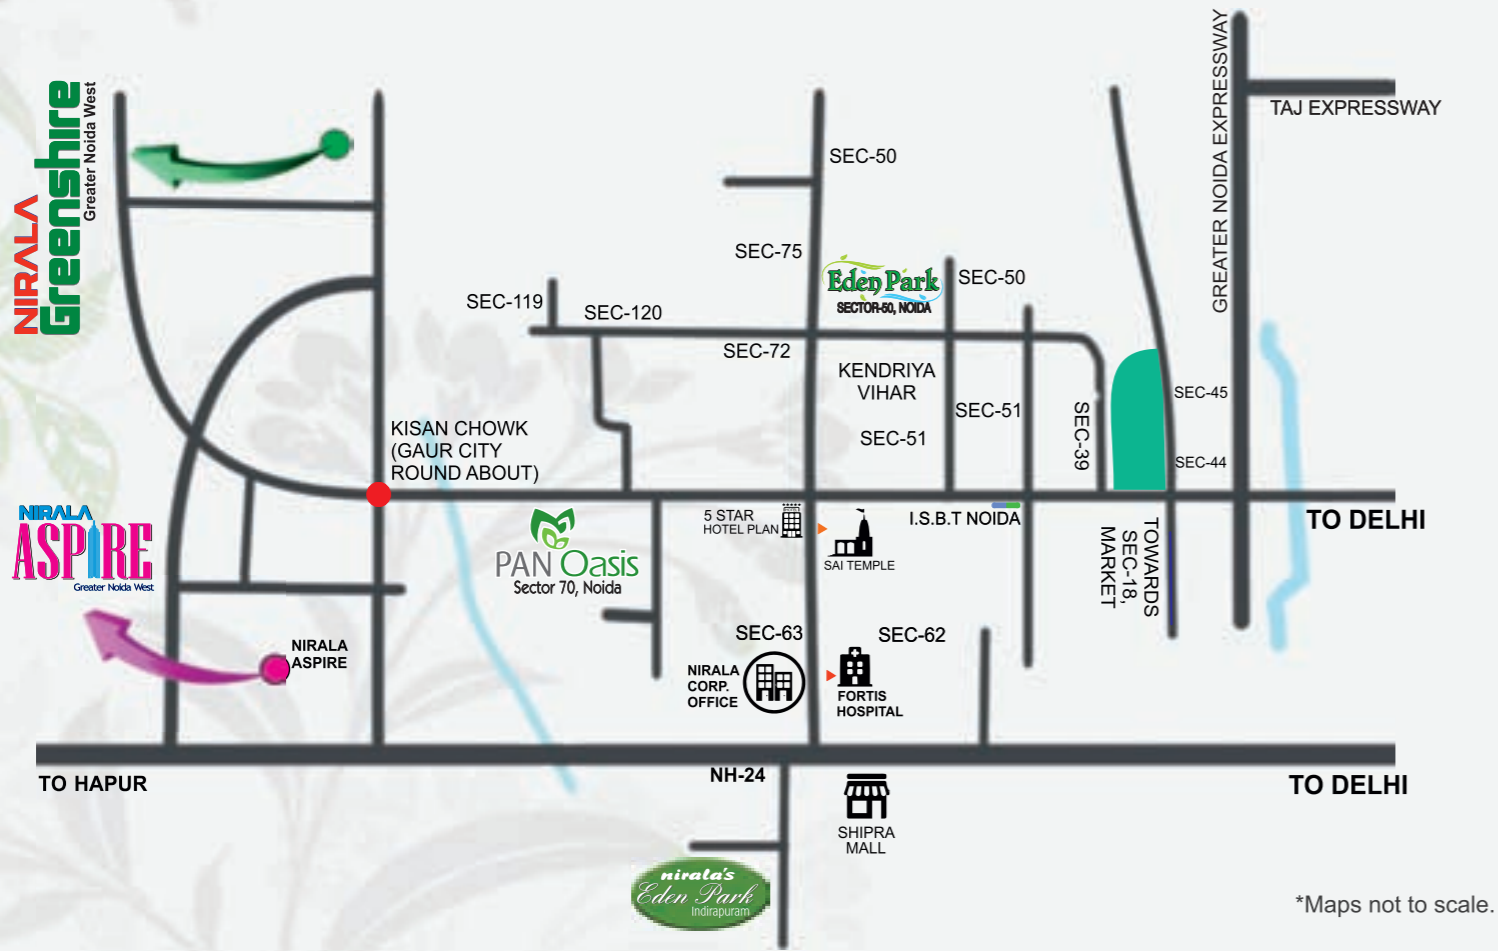 NIRALA
Greenshire
Greater Noida West
GREATER NOIDA EXPRESSWAY
TAJ EXPRESSWAY
SEC-50
SEC-75
Eden Park
SECTOR-50, NOIDA
SEC-50
SEC-119
SEC-120
SEC-72
KENDRIYA
VIHAR
SEC-51
SEC-51
SEC-39
SEC-45
SEC-44
KISAN CHOWK
(GAUR CITY
ROUND ABOUT)
NIRALA
ASPIRE
Greater Noida West
PAN Oasis
Sector 70, Noida
5 STAR
HOTEL PLAN
SAI TEMPLE
I.S.B.T NOIDA
TOWARDS
SEC-18,
MARKET
TO DELHI
NIRALA
ASPIRE
SEC-63
SEC-62
NIRALA
CORP.
OFFICE
FORTIS
HOSPITAL
TO HAPUR
NH-24
TO DELHI
SHIPRA
MALL
nirala's
Eden Park
Indirapuram
*Maps not to scale.